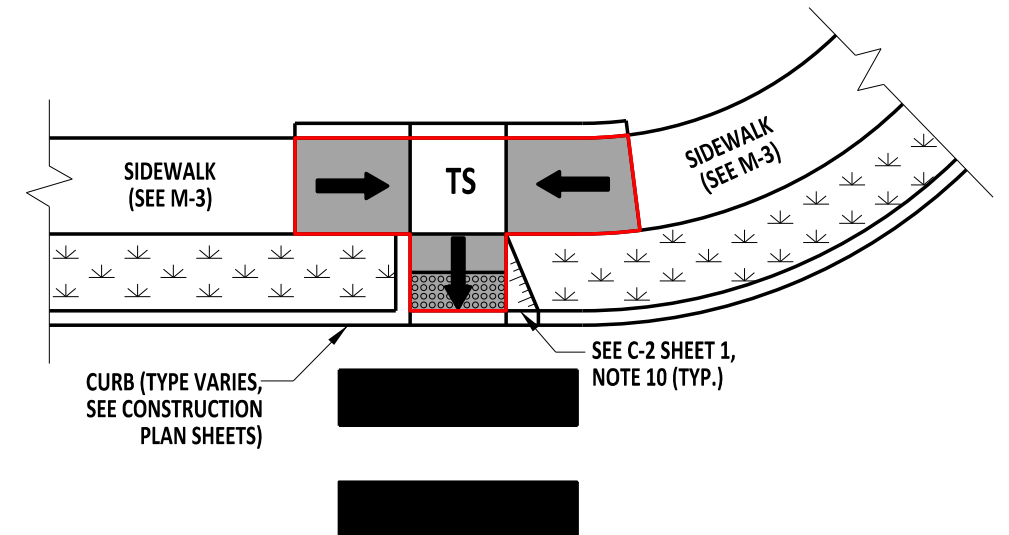 SIDEWALK
(SEE M-3)
TS
SIDEWALK
(SEE M-3)
SEE C-2 SHEET 1,
NOTE 10 (TYP.)
CURB (TYPE VARIES,
SEE CONSTRUCTION
PLAN SHEETS)